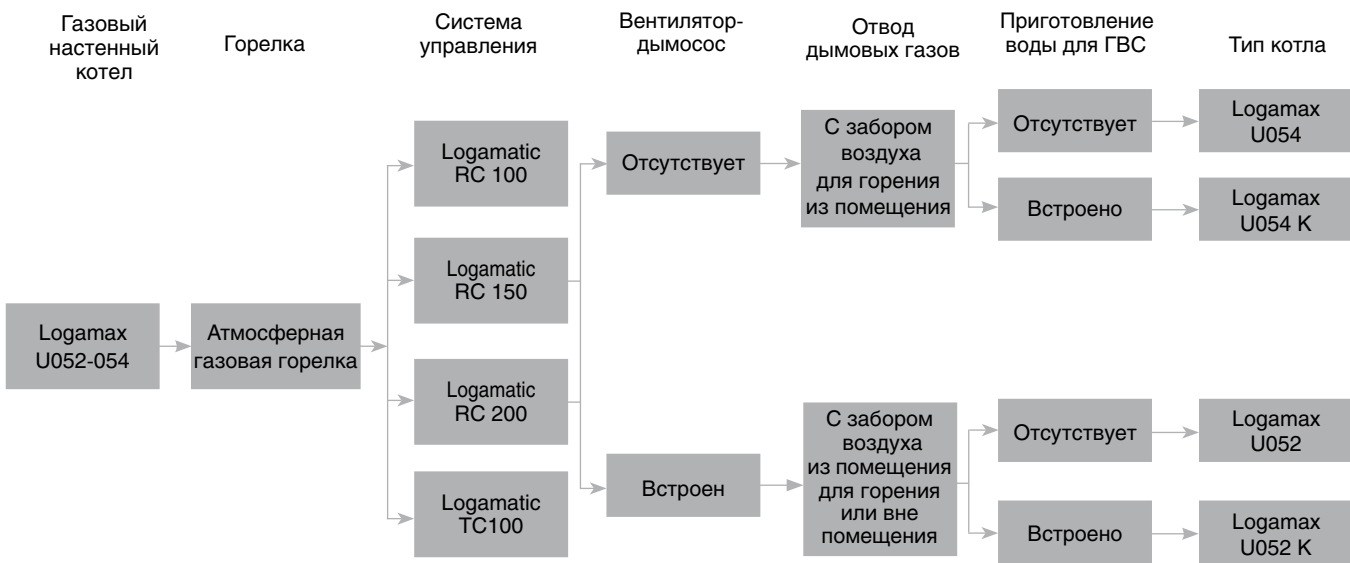 Газовый
настенный
котел
Горелка
Система
управления
Вентилятор-
дымосос
Отвод
дымовых газов
Приготовление
воды для ГВС
Тип котла
Logamax
U052-054
Атмосферная
газовая горелка
Logamatic
RC 100
Logamatic
RC 150
Logamatic
RC 200
Logamatic
TC100
Отсутствует
Встроен
С забором
воздуха
для горения
из помещения
С забором
воздуха
из помещения
для горения
или вне
помещения
Отсутствует
Встроено
Отсутствует
Встроено
Logamax
U054
Logamax
U054 K
Logamax
U052
Logamax
U052 K